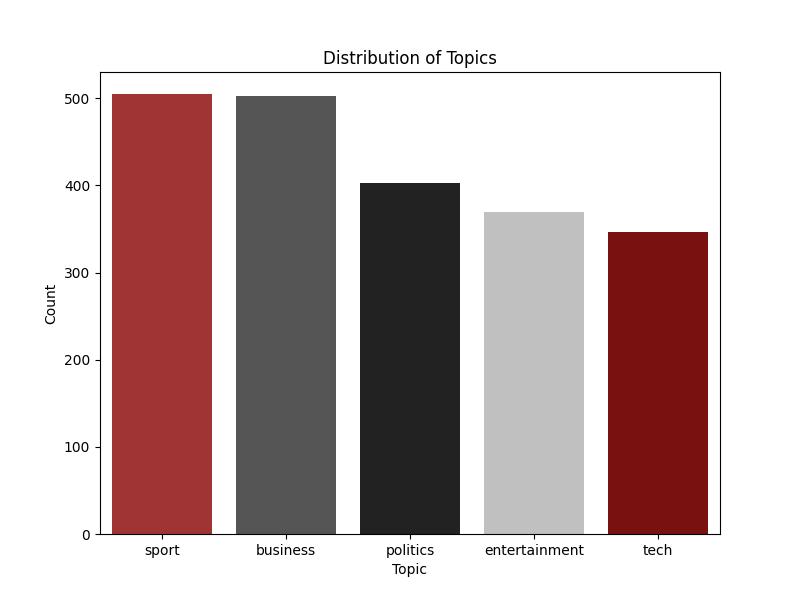 Distribution of Topics
500
400
300
200
100
0
Count
sport business politics entertainment tech
Topic